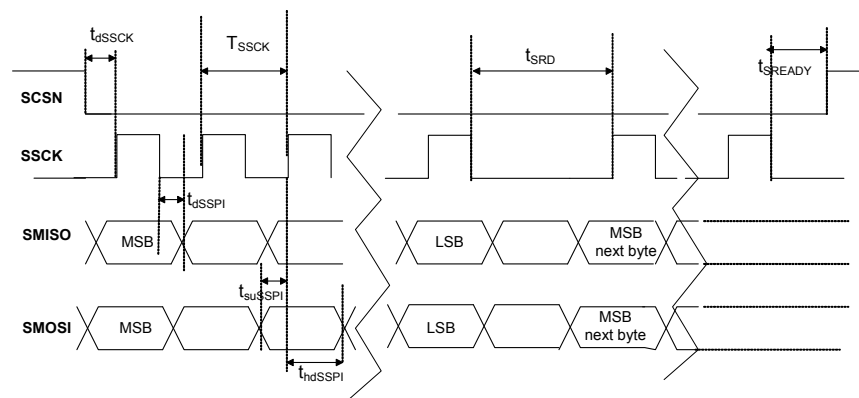 tdSSCK
TSSCK
tSRD
tSREADY
SCSN
SSCK
tdSSPI
SMISO
MSB
LSB
MSB
next byte
tsuSSPI
SMOSI
MSB
LSB
MSB
next byte
thdSSPI